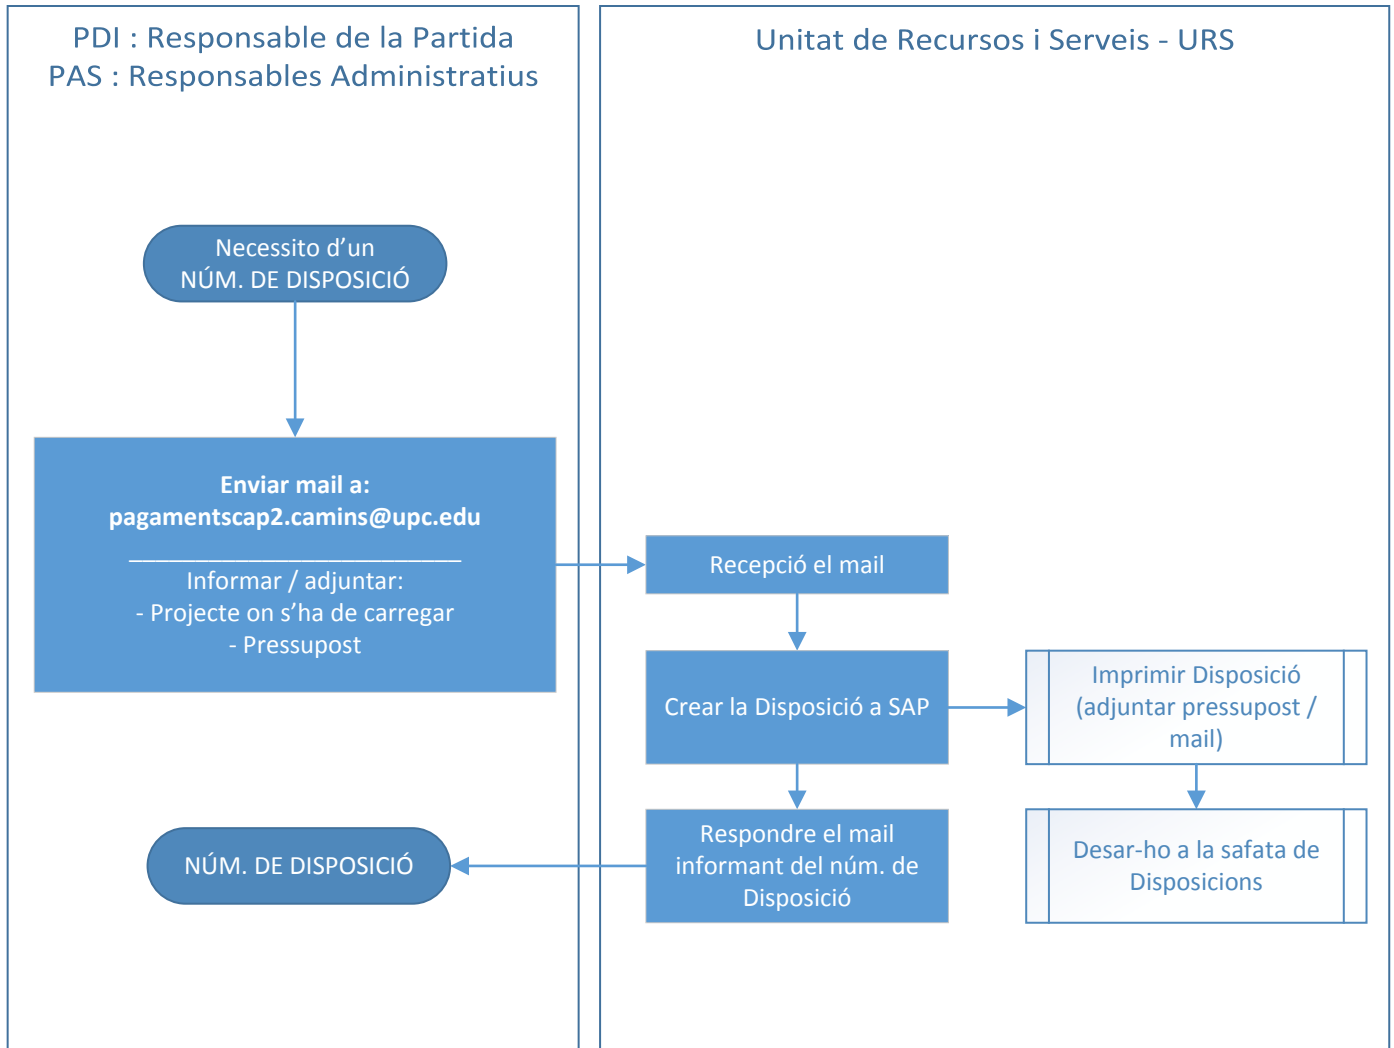 PDI : Responsable de la Partida
PAS : Responsables Administratius
Unitat de Recursos i Serveis - URS
Necessito d’un
NÚM. DE DISPOSICIÓ
Enviar mail a:
pagamentscap2.camins@upc.edu
Informar / adjuntar:
- Projecte on s’ha de carregar
- Pressupost
Recepció el mail
Crear la Disposició a SAP
Imprimir Disposició
(adjuntar pressupost /
mail)
Respondre el mail
informant del núm. de
Disposició
Desar-ho a la safata de
Disposicions
NÚM. DE DISPOSICIÓ